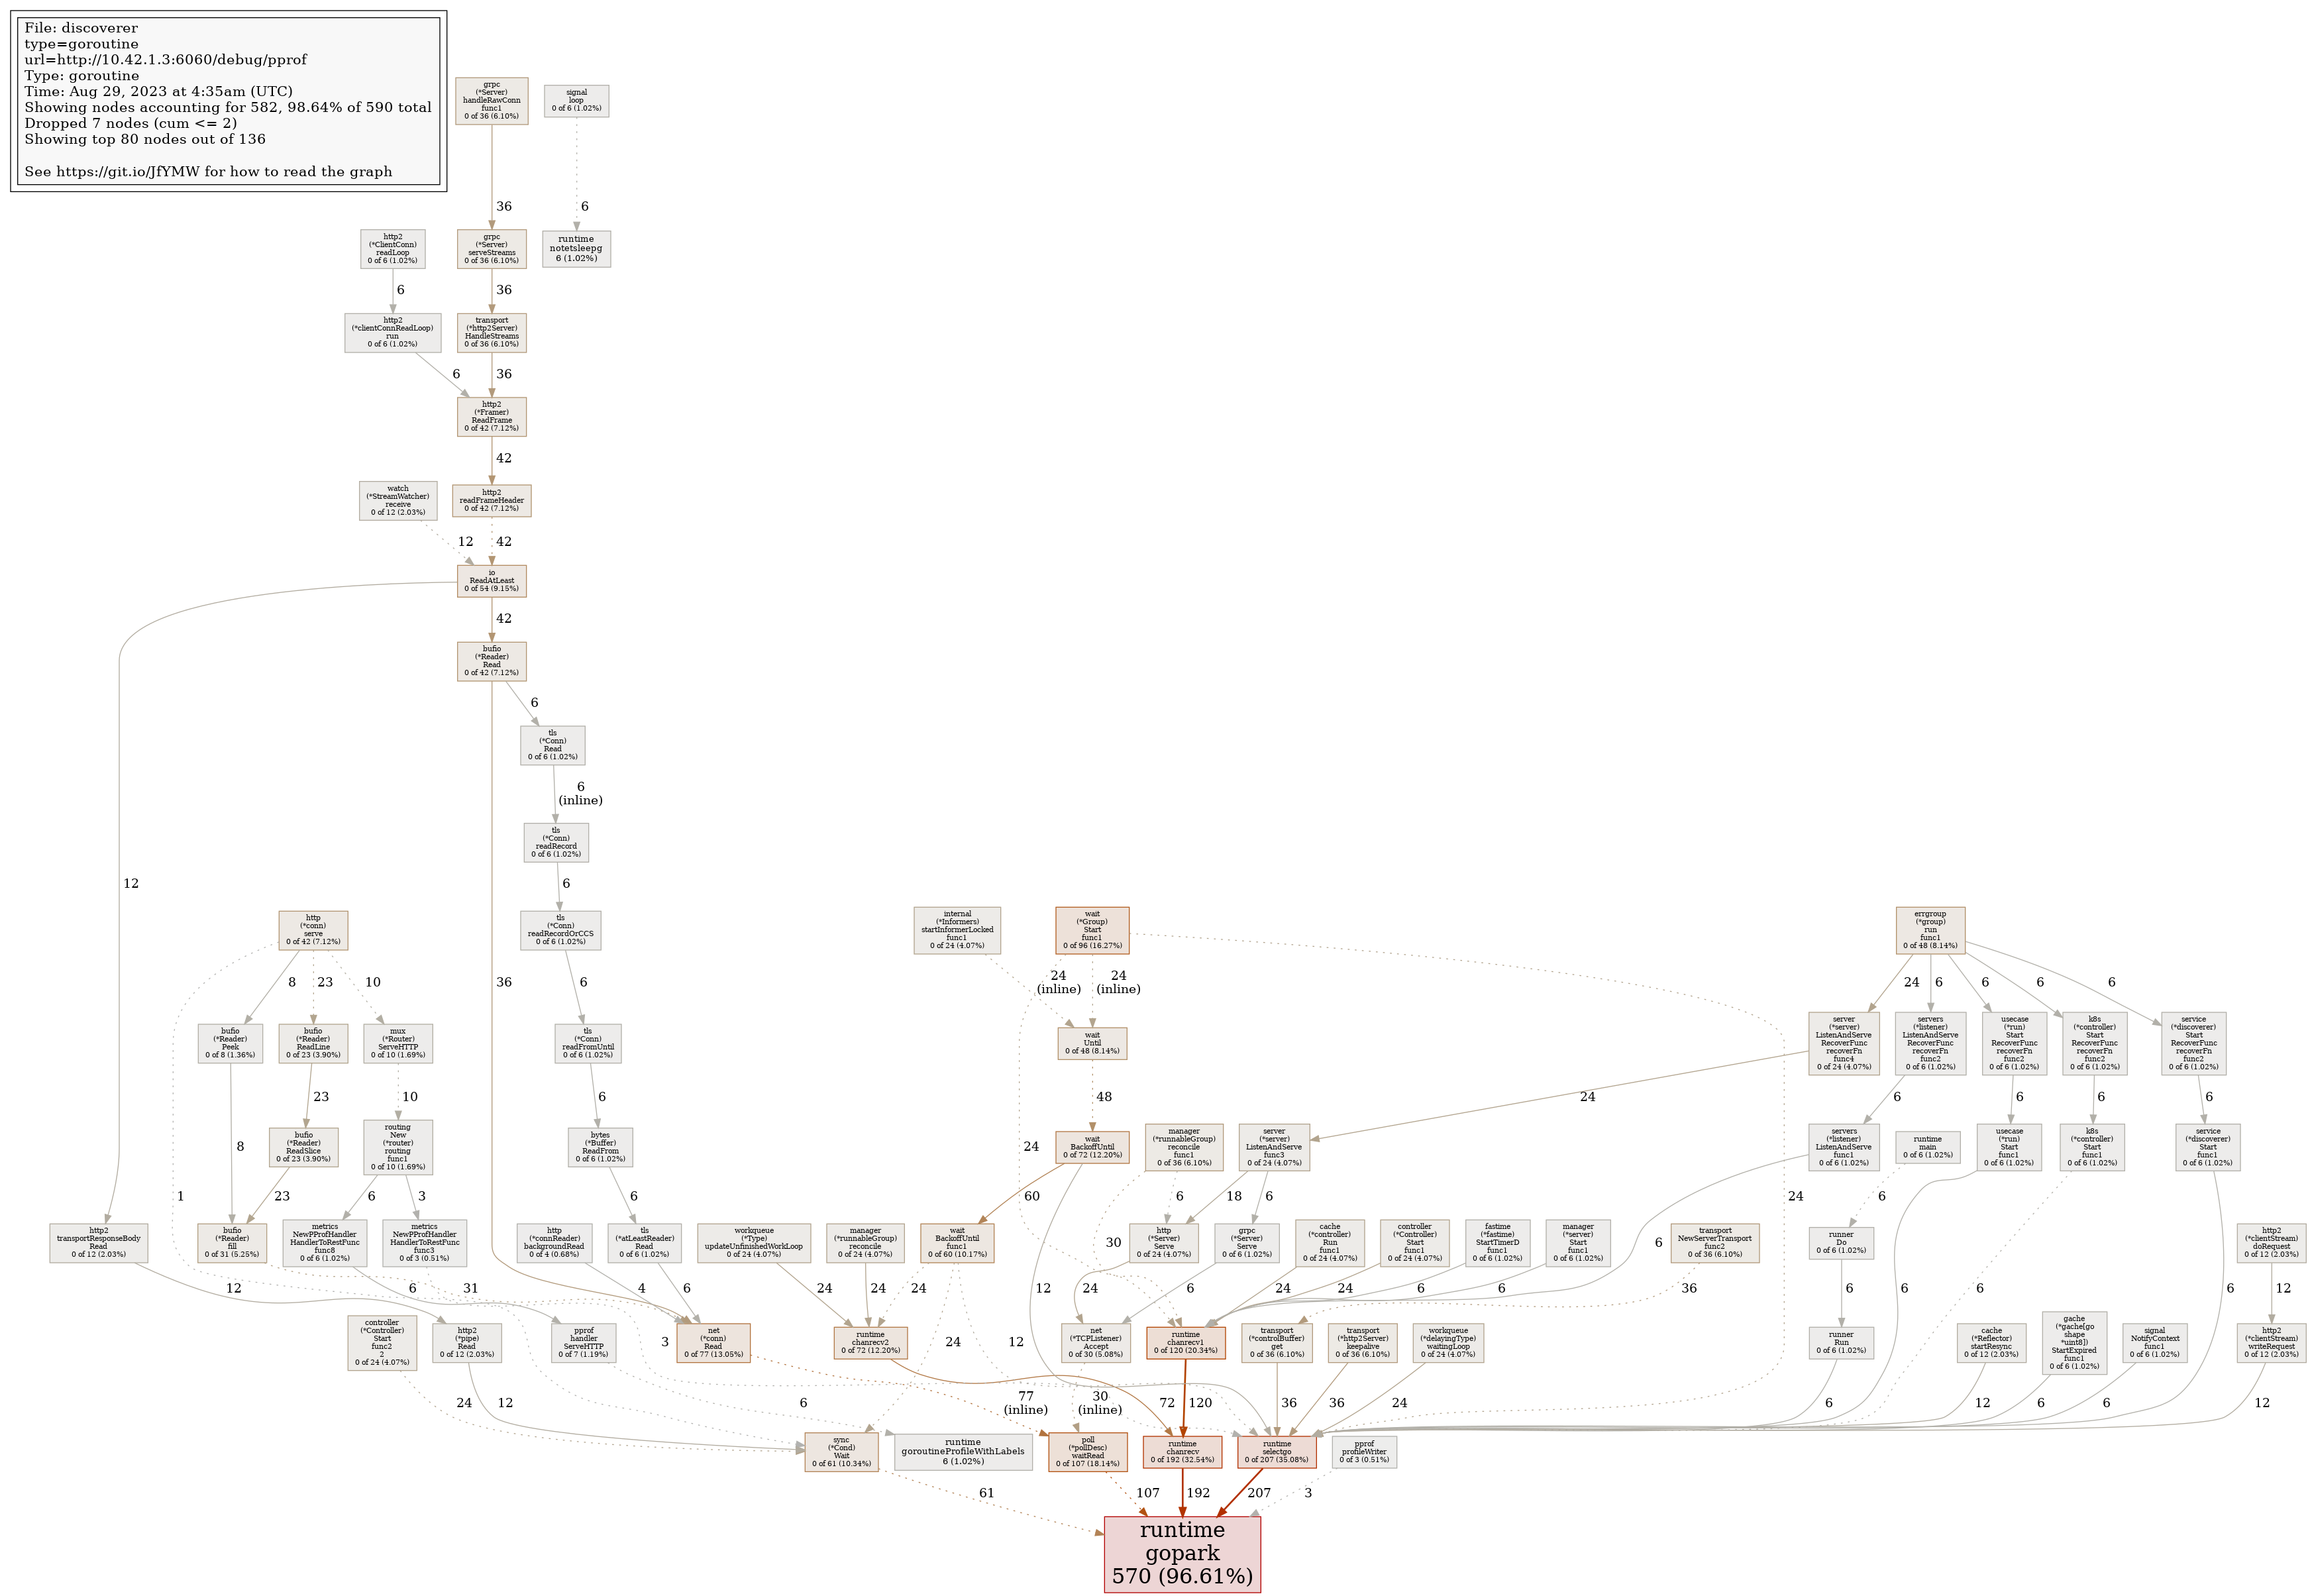 File: discoverer
type=goroutine
url=http://10.42.1.3:6060/debug/pprof
Type: goroutine
Time: Aug 29, 2023 at 4:35am (UTC)
Showing nodes accounting for 582, 98.64% of 590 total
Dropped 7 nodes (cum <= 2)
Showing top 80 nodes out of 136
See https://git.io/JfYMW for how to read the graph
grpc
(*Server)
handleRawConn
func1
0 of 36 (6.10%)
signal
loop
0 of 6 (1.02%)
36
6
http2
(*ClientConn)
readLoop
0 of 6 (1.02%)
grpc
(*Server)
serveStreams
0 of 36 (6.10%)
runtime
notetsleepg
6 (1.02%)
6
36
http2
(*clientConnReadLoop)
run
0 of 6 (1.02%)
transport
(*http2Server)
HandleStreams
0 of 36 (6.10%)
6
36
http2
(*Framer)
ReadFrame
0 of 42 (7.12%)
42
watch
(*StreamWatcher)
receive
0 of 12 (2.03%)
http2
readFrameHeader
0 of 42 (7.12%)
12
42
io
ReadAtLeast
0 of 54 (9.15%)
42
bufio
(*Reader)
Read
0 of 42 (7.12%)
6
tls
(*Conn)
Read
0 of 6 (1.02%)
6
(inline)
tls
(*Conn)
readRecord
0 of 6 (1.02%)
12
6
http
(*conn)
serve
0 of 42 (7.12%)
tls
(*Conn)
readRecordOrCCS
0 of 6 (1.02%)
internal
(*Informers)
startInformerLocked
func1
0 of 24 (4.07%)
wait
(*Group)
Start
func1
0 of 96 (16.27%)
errgroup
(*group)
run
func1
0 of 48 (8.14%)
8
23
10
36
6
24
(inline)
24
(inline)
24
6
6
6
6
bufio
(*Reader)
Peek
0 of 8 (1.36%)
bufio
(*Reader)
ReadLine
0 of 23 (3.90%)
mux
(*Router)
ServeHTTP
0 of 10 (1.69%)
tls
(*Conn)
readFromUntil
0 of 6 (1.02%)
wait
Until
0 of 48 (8.14%)
server
(*server)
ListenAndServe
RecoverFunc
recoverFn
func4
0 of 24 (4.07%)
servers
(*listener)
ListenAndServe
RecoverFunc
recoverFn
func2
0 of 6 (1.02%)
usecase
(*run)
Start
RecoverFunc
recoverFn
func2
0 of 6 (1.02%)
k8s
(*controller)
Start
RecoverFunc
recoverFn
func2
0 of 6 (1.02%)
service
(*discoverer)
Start
RecoverFunc
recoverFn
func2
0 of 6 (1.02%)
23
10
6
48
24
6
6
6
6
8
bufio
(*Reader)
ReadSlice
0 of 23 (3.90%)
routing
New
(*router)
routing
func1
0 of 10 (1.69%)
bytes
(*Buffer)
ReadFrom
0 of 6 (1.02%)
24
wait
BackoffUntil
0 of 72 (12.20%)
manager
(*runnableGroup)
reconcile
func1
0 of 36 (6.10%)
server
(*server)
ListenAndServe
func3
0 of 24 (4.07%)
servers
(*listener)
ListenAndServe
func1
0 of 6 (1.02%)
runtime
main
0 of 6 (1.02%)
usecase
(*run)
Start
func1
0 of 6 (1.02%)
k8s
(*controller)
Start
func1
0 of 6 (1.02%)
service
(*discoverer)
Start
func1
0 of 6 (1.02%)
1
23
6
3
6
60
6
18
6
24
6
http2
transportResponseBody
Read
0 of 12 (2.03%)
bufio
(*Reader)
fill
0 of 31 (5.25%)
metrics
NewPProfHandler
HandlerToRestFunc
func8
0 of 6 (1.02%)
metrics
NewPProfHandler
HandlerToRestFunc
func3
0 of 3 (0.51%)
http
(*connReader)
backgroundRead
0 of 4 (0.68%)
tls
(*atLeastReader)
Read
0 of 6 (1.02%)
workqueue
(*Type)
updateUnfinishedWorkLoop
0 of 24 (4.07%)
manager
(*runnableGroup)
reconcile
0 of 24 (4.07%)
wait
BackoffUntil
func1
0 of 60 (10.17%)
30
http
(*Server)
Serve
0 of 24 (4.07%)
grpc
(*Server)
Serve
0 of 6 (1.02%)
cache
(*controller)
Run
func1
0 of 24 (4.07%)
controller
(*Controller)
Start
func1
0 of 24 (4.07%)
fastime
(*fastime)
StartTimerD
func1
0 of 6 (1.02%)
manager
(*server)
Start
func1
0 of 6 (1.02%)
6
transport
NewServerTransport
func2
0 of 36 (6.10%)
runner
Do
0 of 6 (1.02%)
http2
(*clientStream)
doRequest
0 of 12 (2.03%)
12
31
6
4
6
24
24
24
12
24
6
24
24
6
6
36
6
6
6
6
12
controller
(*Controller)
Start
func2
2
0 of 24 (4.07%)
http2
(*pipe)
Read
0 of 12 (2.03%)
pprof
handler
ServeHTTP
0 of 7 (1.19%)
3
net
(*conn)
Read
0 of 77 (13.05%)
runtime
chanrecv2
0 of 72 (12.20%)
24
12
net
(*TCPListener)
Accept
0 of 30 (5.08%)
runtime
chanrecv1
0 of 120 (20.34%)
transport
(*controlBuffer)
get
0 of 36 (6.10%)
transport
(*http2Server)
keepalive
0 of 36 (6.10%)
workqueue
(*delayingType)
waitingLoop
0 of 24 (4.07%)
runner
Run
0 of 6 (1.02%)
cache
(*Reflector)
startResync
0 of 12 (2.03%)
gache
(*gache[go
shape
*uint8])
StartExpired
func1
0 of 6 (1.02%)
signal
NotifyContext
func1
0 of 6 (1.02%)
http2
(*clientStream)
writeRequest
0 of 12 (2.03%)
24
12
6
77
(inline)
30
(inline)
72
120
36
36
24
6
12
6
6
12
sync
(*Cond)
Wait
0 of 61 (10.34%)
runtime
goroutineProfileWithLabels
6 (1.02%)
poll
(*pollDesc)
waitRead
0 of 107 (18.14%)
runtime
chanrecv
0 of 192 (32.54%)
runtime
selectgo
0 of 207 (35.08%)
pprof
profileWriter
0 of 3 (0.51%)
61
107
192
207
3
runtime
gopark
570 (96.61%)